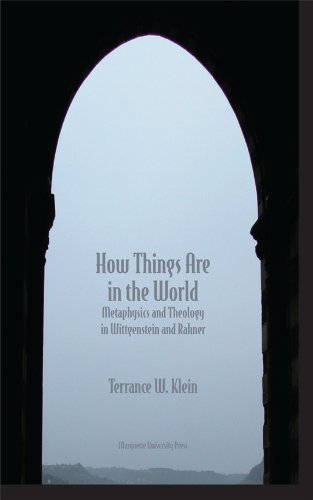 How Things Are
in the World
Metaphysics and Theology
in Wittgenstein and Rahner
Terrance W. Klein
Marquette University Press